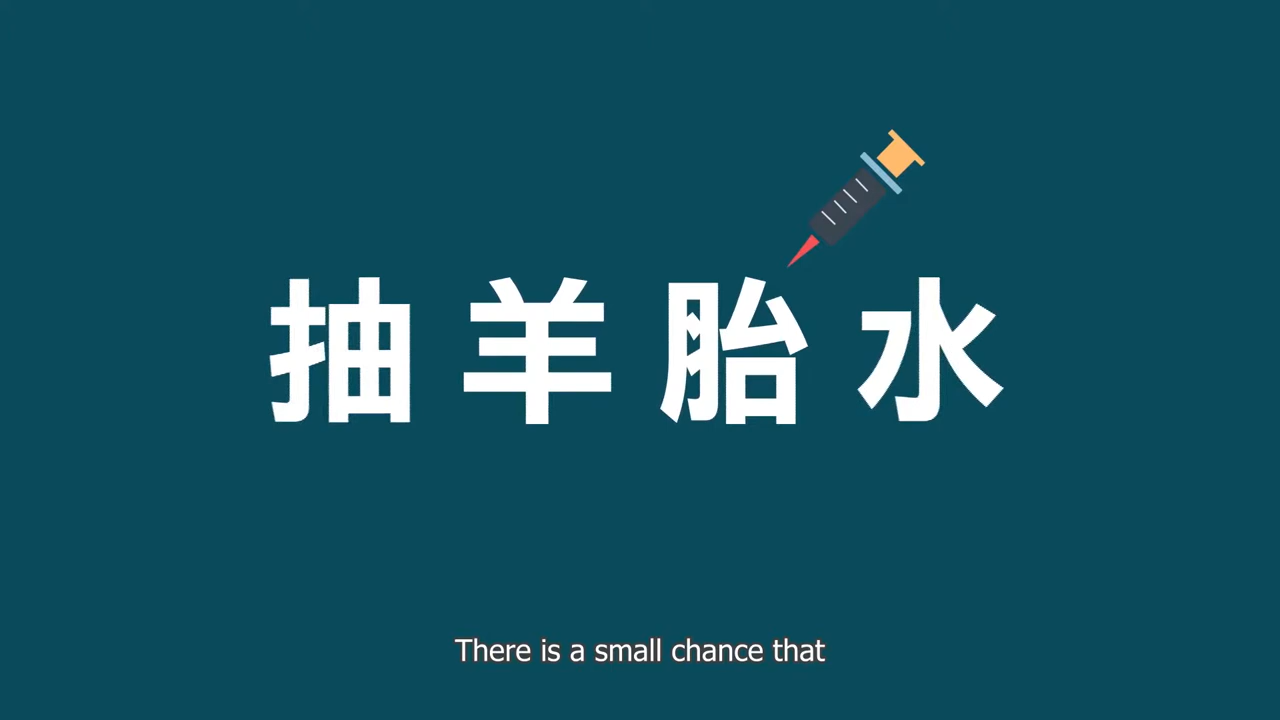 抽羊胎水
There is a small chance that